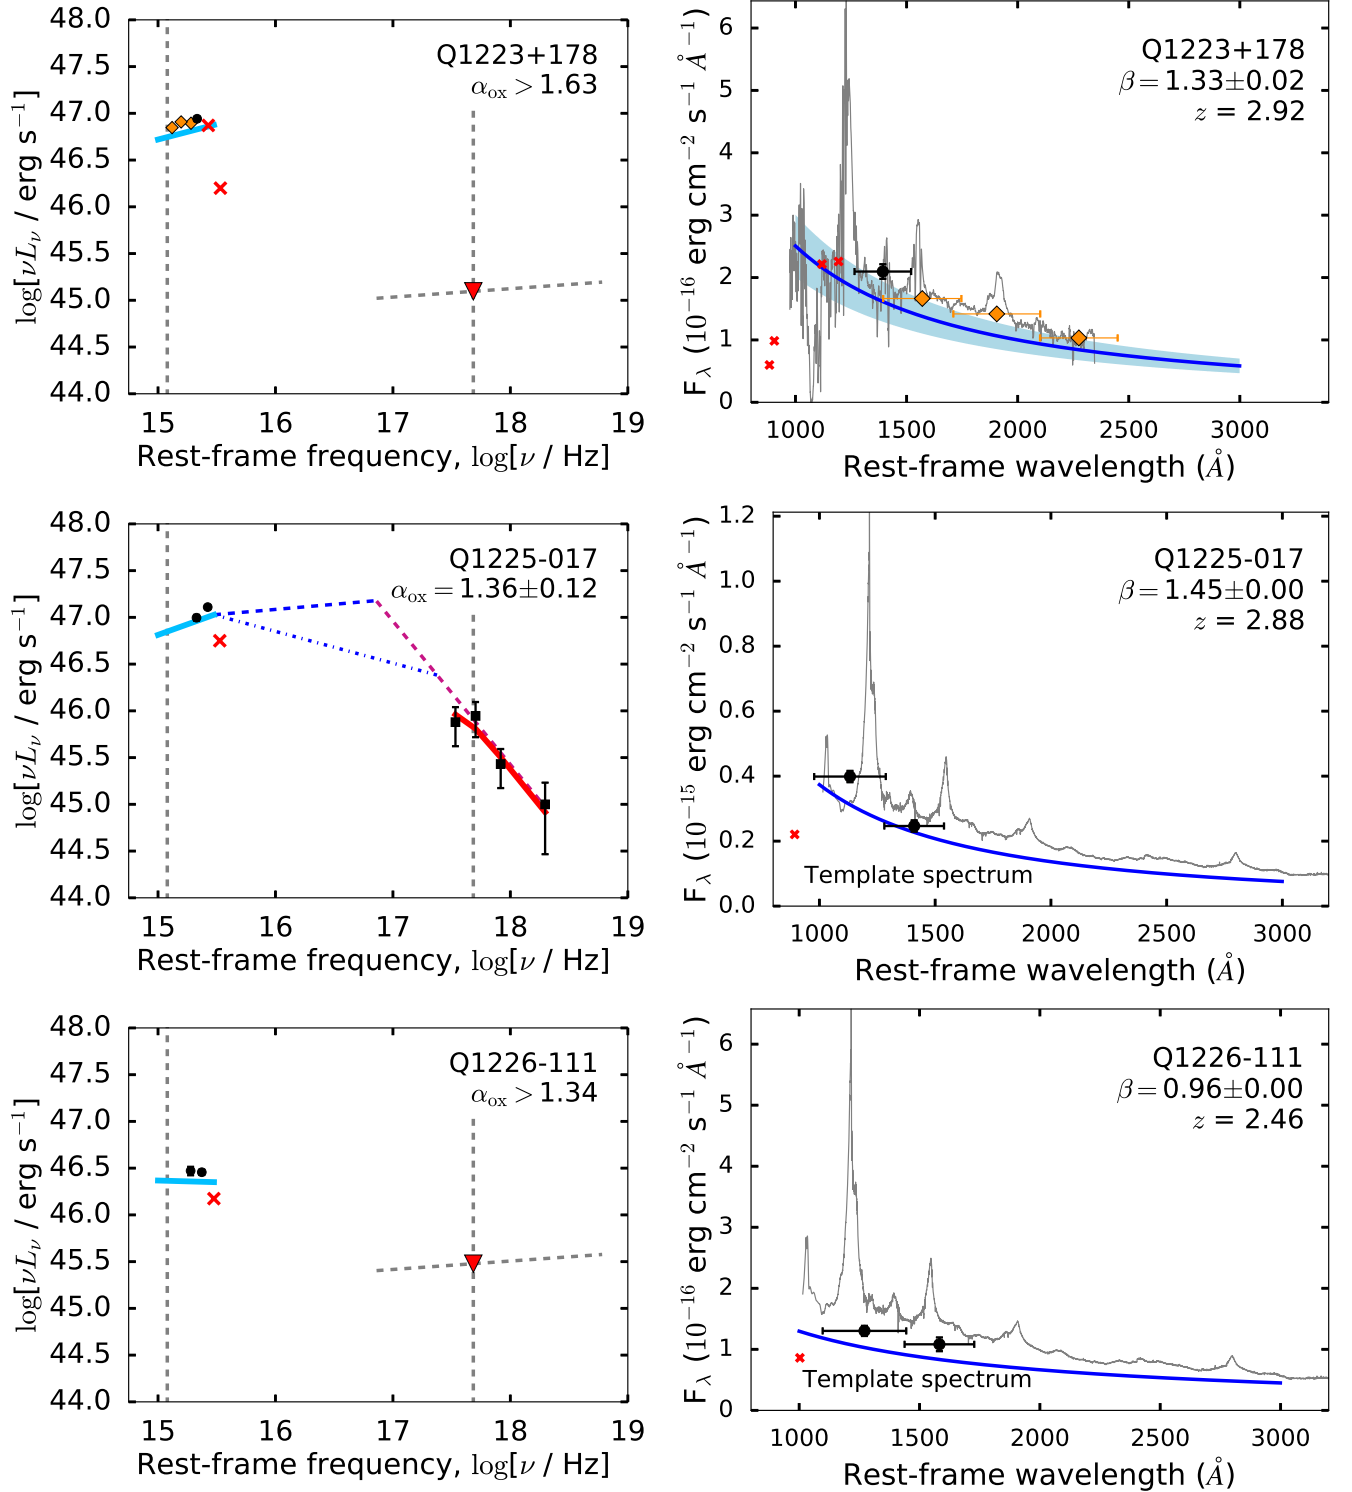 48.0
47.5
47.0
46.5
46.0
45.5
45.0
44.5
44.0
log[νLν / erg s⁻¹]
Q1223+178
αox > 1.63
15 16 17 18 19
Rest-frame frequency, log[ν / Hz]
6
5
4
3
2
1
0
Fλ (10⁻¹⁶ erg cm⁻² s⁻¹ Å⁻¹)
Q1223+178
β = 1.33±0.02
z = 2.92
1000 1500 2000 2500 3000
Rest-frame wavelength (Å)
48.0
47.5
47.0
46.5
46.0
45.5
45.0
44.5
44.0
log[νLν / erg s⁻¹]
Q1225-017
αox = 1.36±0.12
15 16 17 18 19
Rest-frame frequency, log[ν / Hz]
1.2
1.0
0.8
0.6
0.4
0.2
0.0
Fλ (10⁻¹⁵ erg cm⁻² s⁻¹ Å⁻¹)
Q1225-017
β = 1.45±0.00
z = 2.88
Template spectrum
1000 1500 2000 2500 3000
Rest-frame wavelength (Å)
48.0
47.5
47.0
46.5
46.0
45.5
45.0
44.5
44.0
log[νLν / erg s⁻¹]
Q1226-111
αox > 1.34
15 16 17 18 19
Rest-frame frequency, log[ν / Hz]
6
5
4
3
2
1
0
Fλ (10⁻¹⁶ erg cm⁻² s⁻¹ Å⁻¹)
Q1226-111
β = 0.96±0.00
z = 2.46
Template spectrum
1000 1500 2000 2500 3000
Rest-frame wavelength (Å)